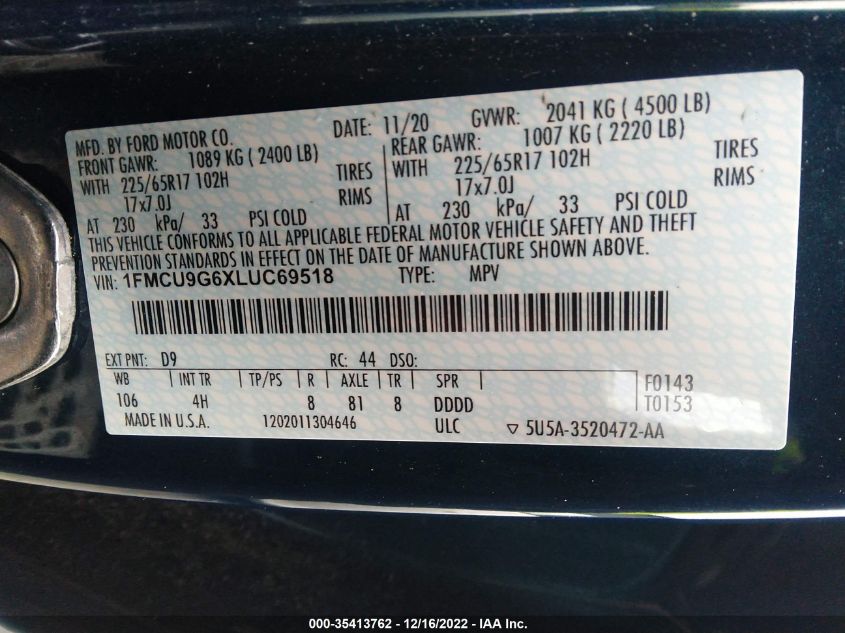 MFD. BY FORD MOTOR CO. DATE: 11/20 GVWR: 2041 KG ( 4500 LB)
FRONT GAWR: 1089 KG ( 2400 LB) REAR GAWR: 1007 KG ( 2220 LB)
WITH 225/65R17 102H TIRES WITH 225/65R17 102H TIRES
17x7.0J RIMS 17x7.0J RIMS
AT 230 kPa/ 33 PSI COLD AT 230 kPa/ 33 PSI COLD
THIS VEHICLE CONFORMS TO ALL APPLICABLE FEDERAL MOTOR VEHICLE SAFETY AND THEFT
PREVENTION STANDARDS IN EFFECT ON THE DATE OF MANUFACTURE SHOWN ABOVE.
VIN: 1FMCU9G6XLUC69518 TYPE: MPV
EXT PNT: D9 RC: 44 DSO:
WB INT TR TP/PS R AXLE TR SPR F0143
106 4H 8 81 8 DDDD T0153
MADE IN U.S.A. 1202011304646 ULC ▽ 5U5A-3520472-AA
000-35413762 - 12/16/2022 - IAA Inc.